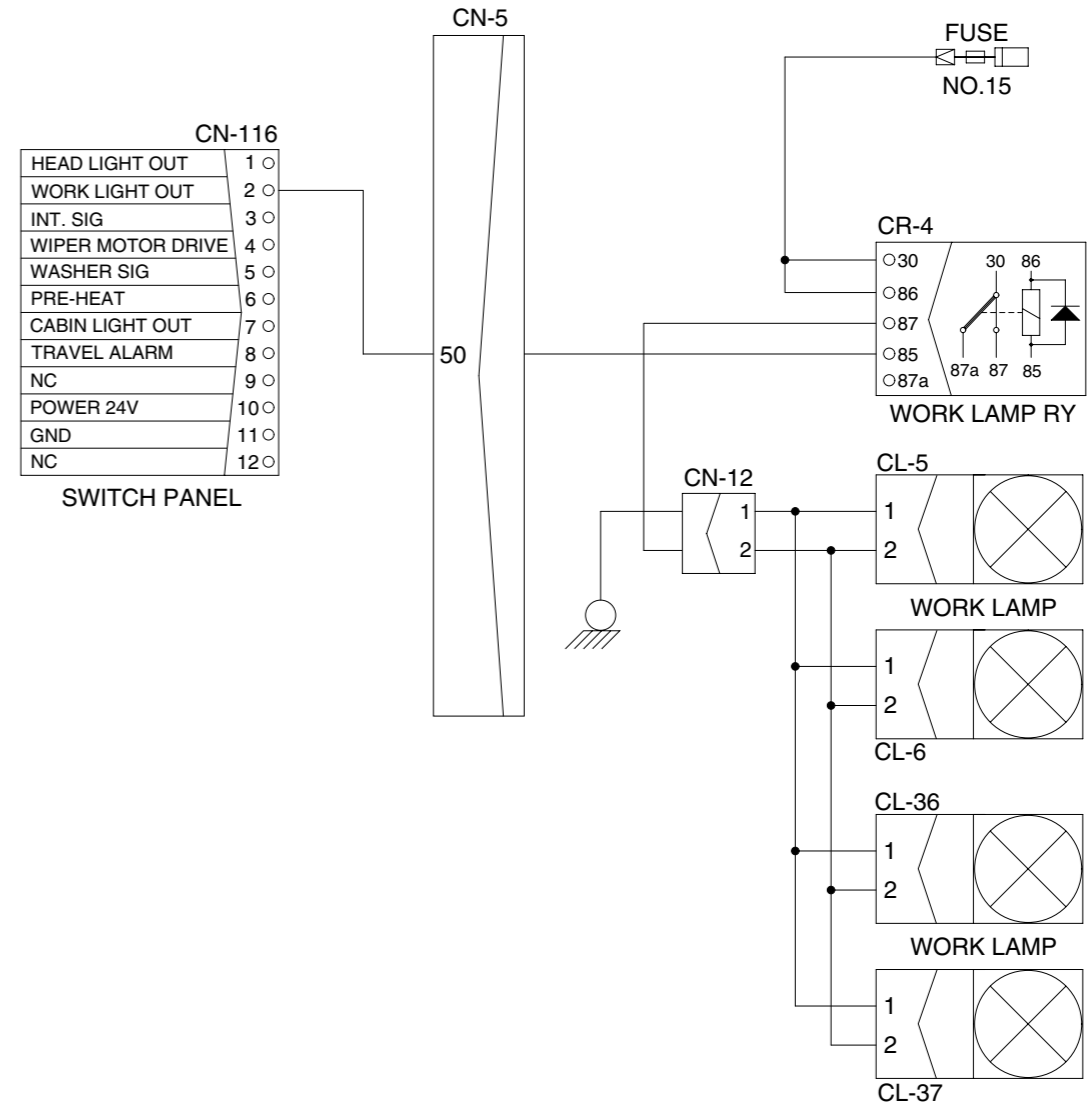 CN-5
FUSE
NO.15
CN-116
HEAD LIGHT OUT 1
WORK LIGHT OUT 2
INT. SIG 3
WIPER MOTOR DRIVE 4
WASHER SIG 5
PRE-HEAT 6
CABIN LIGHT OUT 7
TRAVEL ALARM 8
NC 9
POWER 24V 10
GND 11
NC 12
SWITCH PANEL
50
CR-4
30
86
87
85
87a
30 86
87a 87 85
WORK LAMP RY
CN-12
1
2
CL-5
1
2
WORK LAMP
1
2
CL-6
CL-36
1
2
WORK LAMP
1
2
CL-37